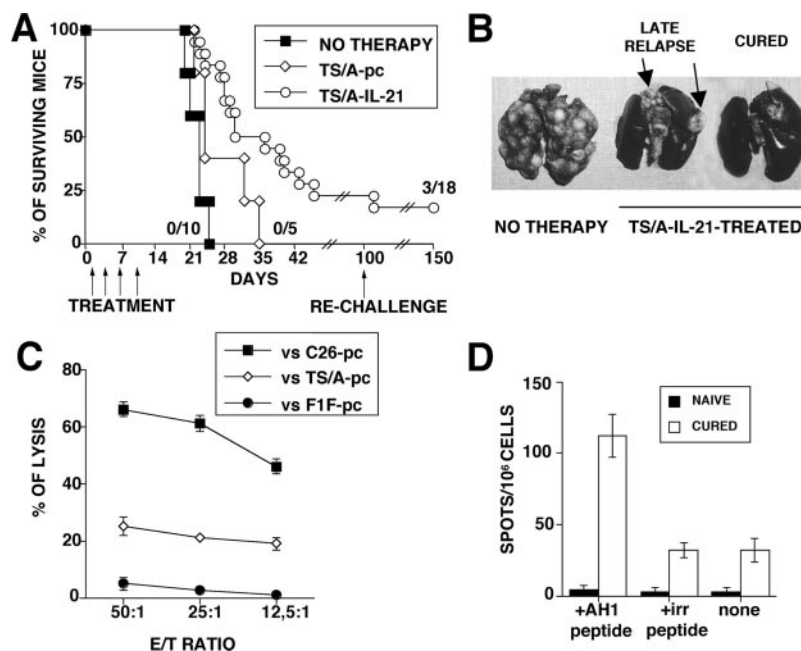 A
% OF SURVIVING MICE
100
75
50
25
0
NO THERAPY
TS/A-pc
TS/A-IL-21
0/10
0/5
3/18
0 7 14 21 28 35 42 100 150
DAYS
TREATMENT
RE-CHALLENGE
B
LATE
RELAPSE
CURED
NO THERAPY
TS/A-IL-21-TREATED
C
vs C26-pc
vs TS/A-pc
vs F1F-pc
% OF LYSIS
80
60
40
20
0
50:1 25:1 12,5:1
E/T RATIO
D
SPOTS/10⁶ CELLS
150
100
50
0
NAIVE
CURED
+AH1 +irr none
peptide peptide